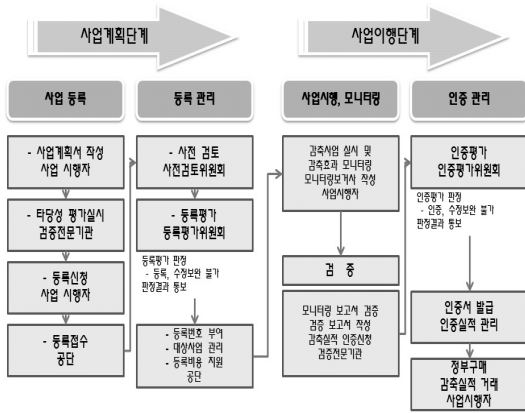 사업계획단계
사업이행단계
사업 등록
등록 관리
사업시행, 모니터링
인증 관리
- 사업계획서 작성
사업 시행자
- 타당성 평가실시
검증전문기관
- 등록신청
사업 시행자
- 등록접수
공단
- 사전 검토
사전검토위원회
- 등록평가
등록평가위원회
등록평가 판정
- 등록, 수정보완 불가
판정결과 통보
- 등록번호 부여
- 대상사업 관리
- 등록비용 지원
공단
감축사업 실시 및
감축효과 모니터링
모니터링보거서 작성
사업시행자
검 증
모니터링 보고서 검증
검증 보고서 작성
감축실적 인증신청
검증전문기관
인증평가
인증평가위원회
인증평가 판정
- 인증, 수정보완 불가
판정결과 통보
인증서 발급
인증실적 관리
정부구매
감축실적 거래
사업시행자